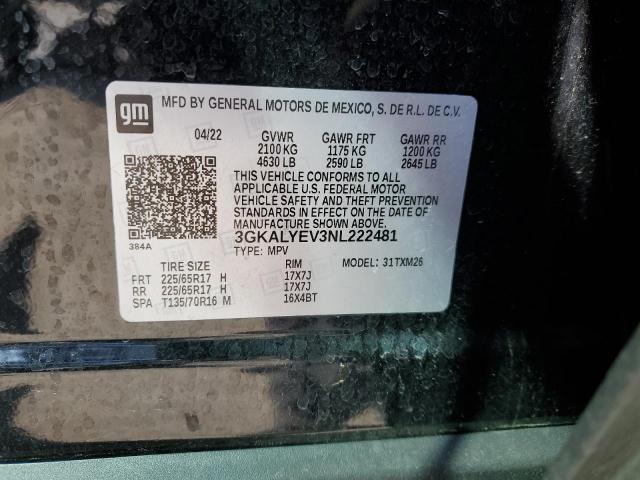 gm
MFD BY GENERAL MOTORS DE MEXICO, S. DE R.L. DE C.V.
04/22 GVWR GAWR FRT GAWR RR
2100 KG 1175 KG 1200 KG
4630 LB 2590 LB 2645 LB
THIS VEHICLE CONFORMS TO ALL
APPLICABLE U.S. FEDERAL MOTOR
VEHICLE SAFETY AND THEFT PREVENTION
STANDARDS IN EFFECT ON THE DATE OF
MANUFACTURE SHOWN ABOVE.
384A
3GKALYEV3NL222481
TYPE: MPV MODEL: 31TXM26
TIRE SIZE RIM
FRT 225/65R17 H 17X7J
RR 225/65R17 H 17X7J
SPA T135/70R16 M 16X4BT